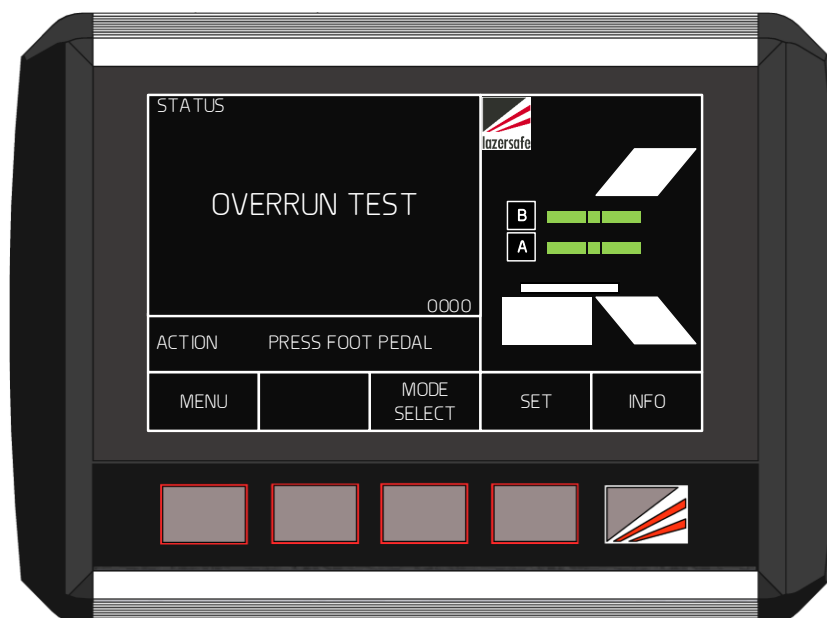 STATUS
lazersafe
OVERRUN TEST
B
A
0000
ACTION PRESS FOOT PEDAL
MENU
MODE
SELECT
SET
INFO